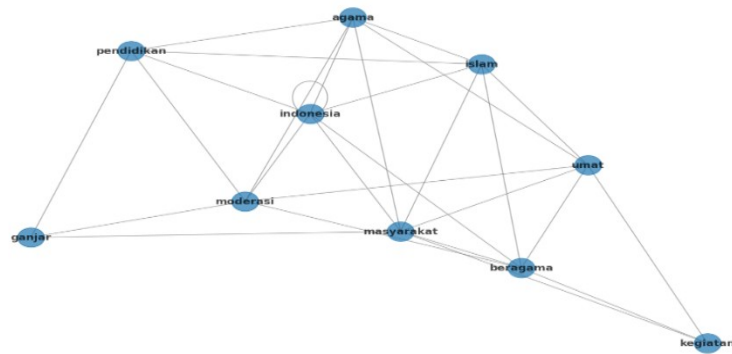 agama
pendidikan
islam
indonesia
umat
moderasi
masyarakat
ganjar
beragama
kegiatan